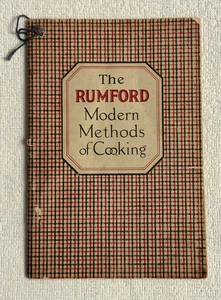 The
RUMFORD
Modern
Methods
of Cooking